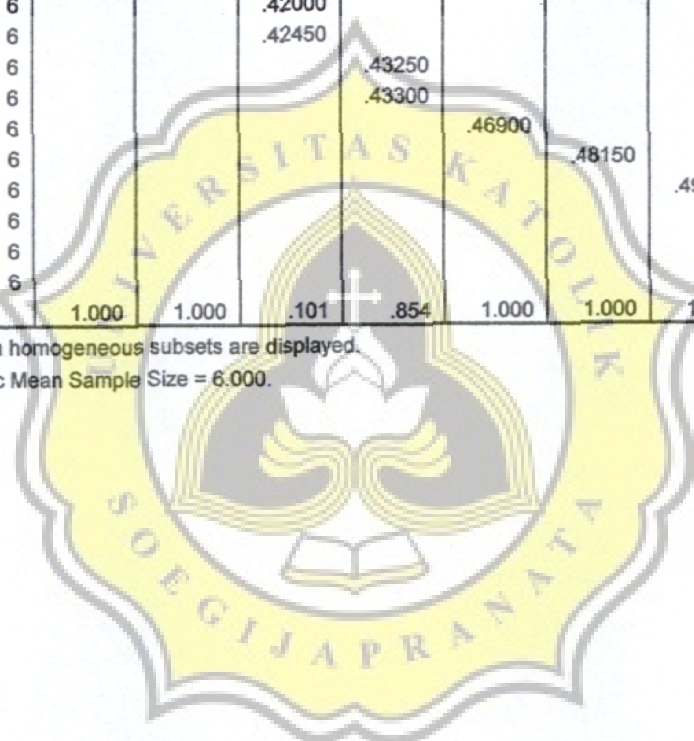 6 .42000
6 .42450
6 .43250
6 .43300
6 .46900
6 .48150
6
6
6
6
1.000 1.000 .101 .854 1.000 1.000
homogeneous subsets are displayed.
Mean Sample Size = 6.000.
UNIVERSITAS KATOLIK
SOEGIJAPRANATA